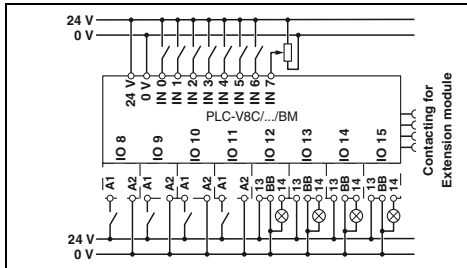 24 V
0 V
24 V 0 V IN 0 IN 1 IN 2 IN 3 IN 4 IN 5 IN 6 IN 7
PLC-V8C/.../BM
IO 8 IO 9 IO 10 IO 11 IO 12 IO 13 IO 14 IO 15
A1 A2 A1 A2 A1 A2 A1 A2 13 BB 14 13 BB 14 13 BB 14 13 BB 14
24 V
0 V
Contacting for
Extension module